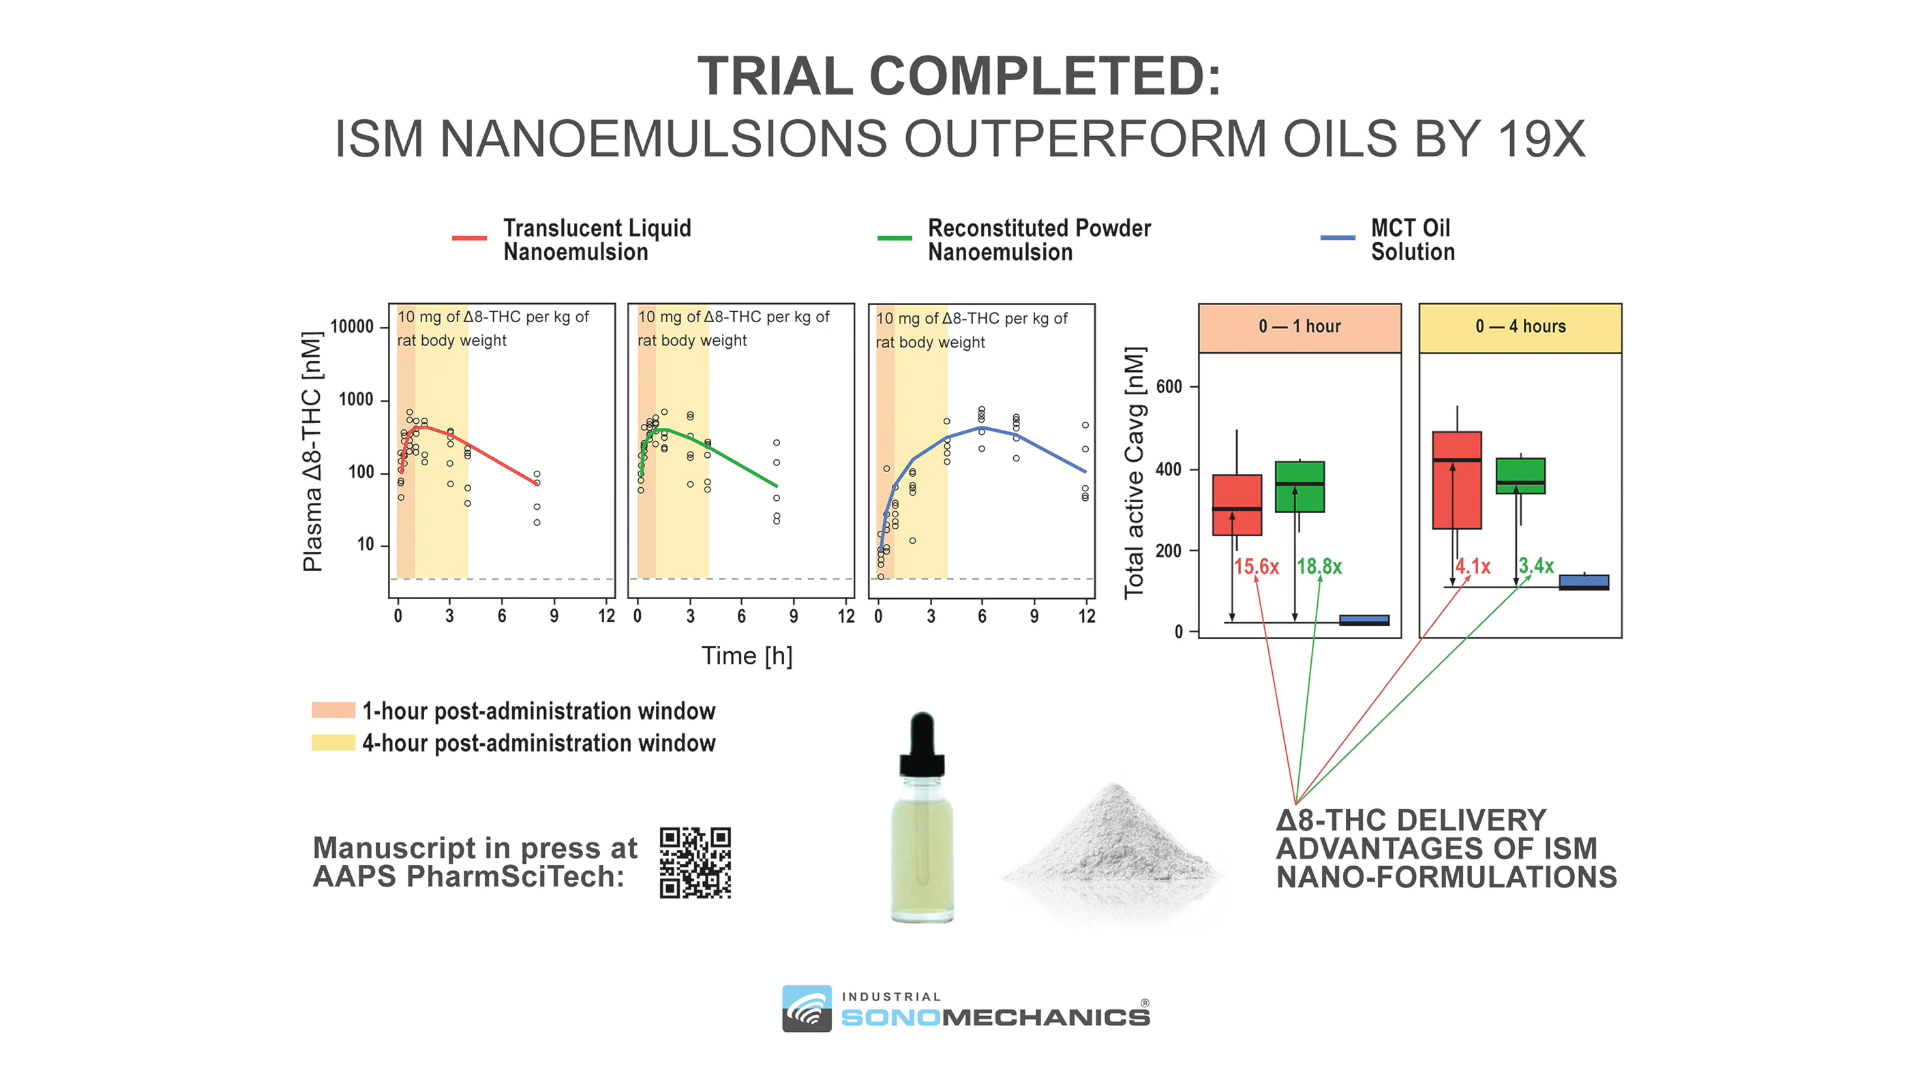 TRIAL COMPLETED:
ISM NANOEMULSIONS OUTPERFORM OILS BY 19X
Translucent Liquid
Nanoemulsion
Reconstituted Powder
Nanoemulsion
MCT Oil
Solution
Plasma Δ8-THC [nM]
10000
1000
100
10
10 mg of Δ8-THC per kg of
rat body weight
0 3 6 9 12
10 mg of Δ8-THC per kg of
rat body weight
0 3 6 9 12
10 mg of Δ8-THC per kg of
rat body weight
0 3 6 9 12
Time [h]
Total active Cavg [nM]
600
400
200
0
0 — 1 hour
15.6x
18.8x
0 — 4 hours
4.1x
3.4x
1-hour post-administration window
4-hour post-administration window
Manuscript in press at
AAPS PharmSciTech:
Δ8-THC DELIVERY
ADVANTAGES OF ISM
NANO-FORMULATIONS
INDUSTRIAL
SONOMECHANICS®